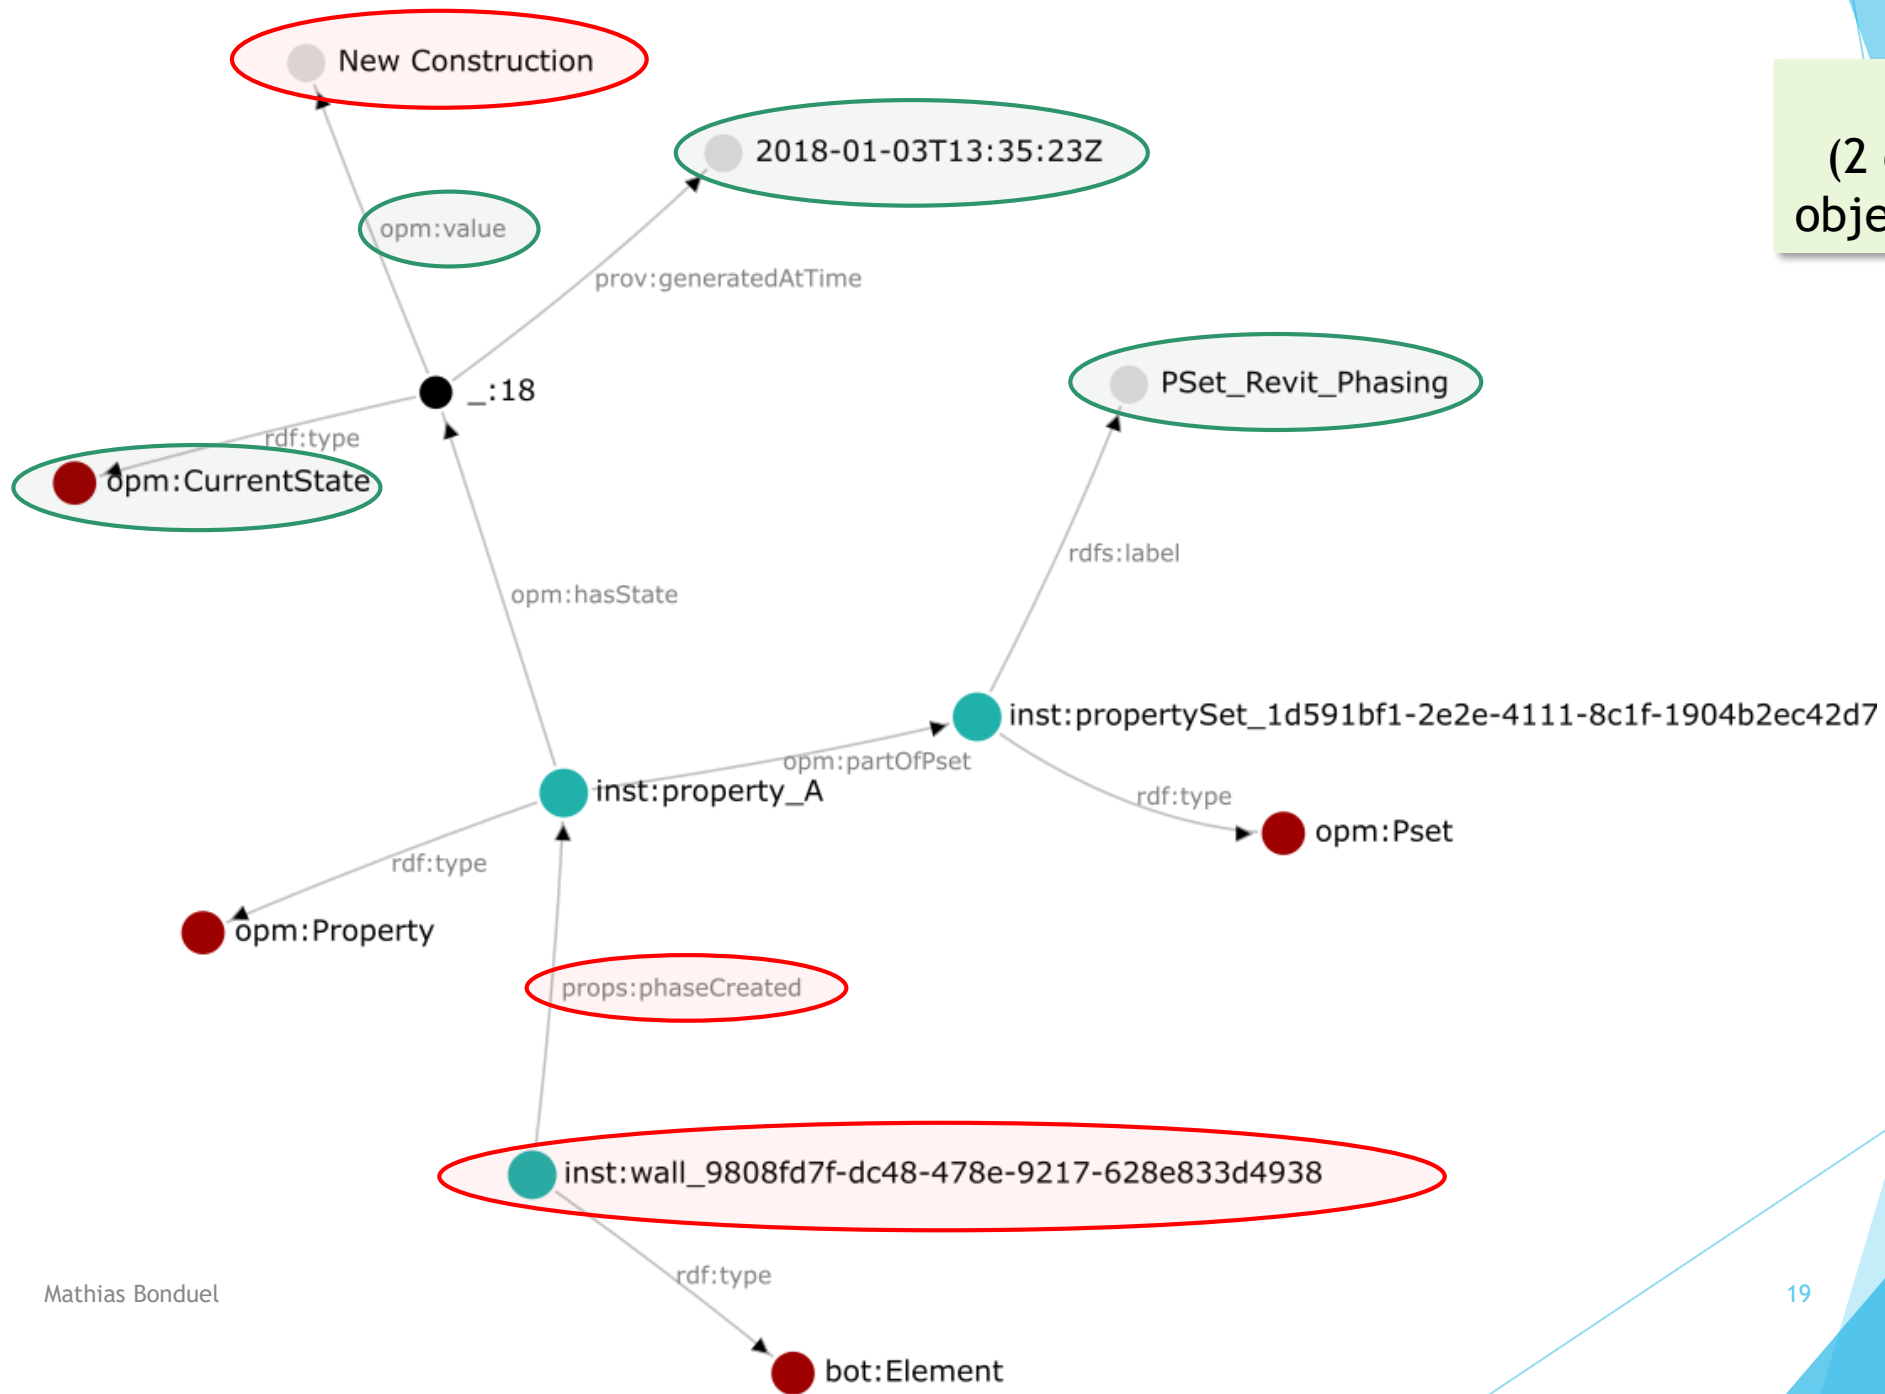 New Construction
2018-01-03T13:35:23Z
(2
obje
opm:value
prov:generatedAtTime
_:18
PSet_Revit_Phasing
rdf:type
opm:CurrentState
rdfs:label
opm:hasState
inst:propertySet_1d591bf1-2e2e-4111-8c1f-1904b2ec42d7
opm:partOfPset
inst:property_A
rdf:type
opm:Pset
rdf:type
opm:Property
props:phaseCreated
inst:wall_9808fd7f-dc48-478e-9217-628e833d4938
rdf:type
Mathias Bonduel
19
bot:Element